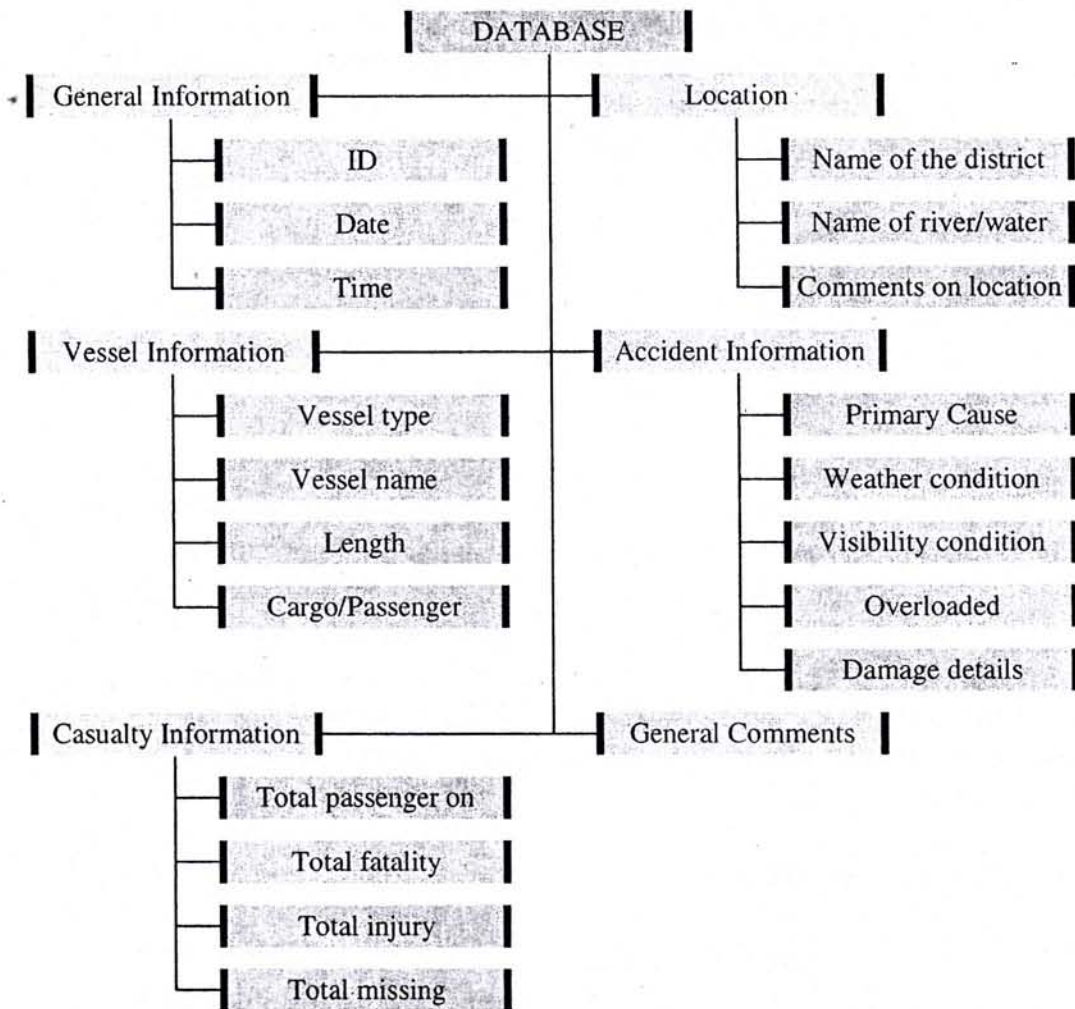 DATABASE
General Information
ID
Date
Time
Location
Name of the district
Name of river/water
Comments on location
Vessel Information
Vessel type
Vessel name
Length
Cargo/Passenger
Accident Information
Primary Cause
Weather condition
Visibility condition
Overloaded
Damage details
Casualty Information
Total passenger on
Total fatality
Total injury
Total missing
General Comments